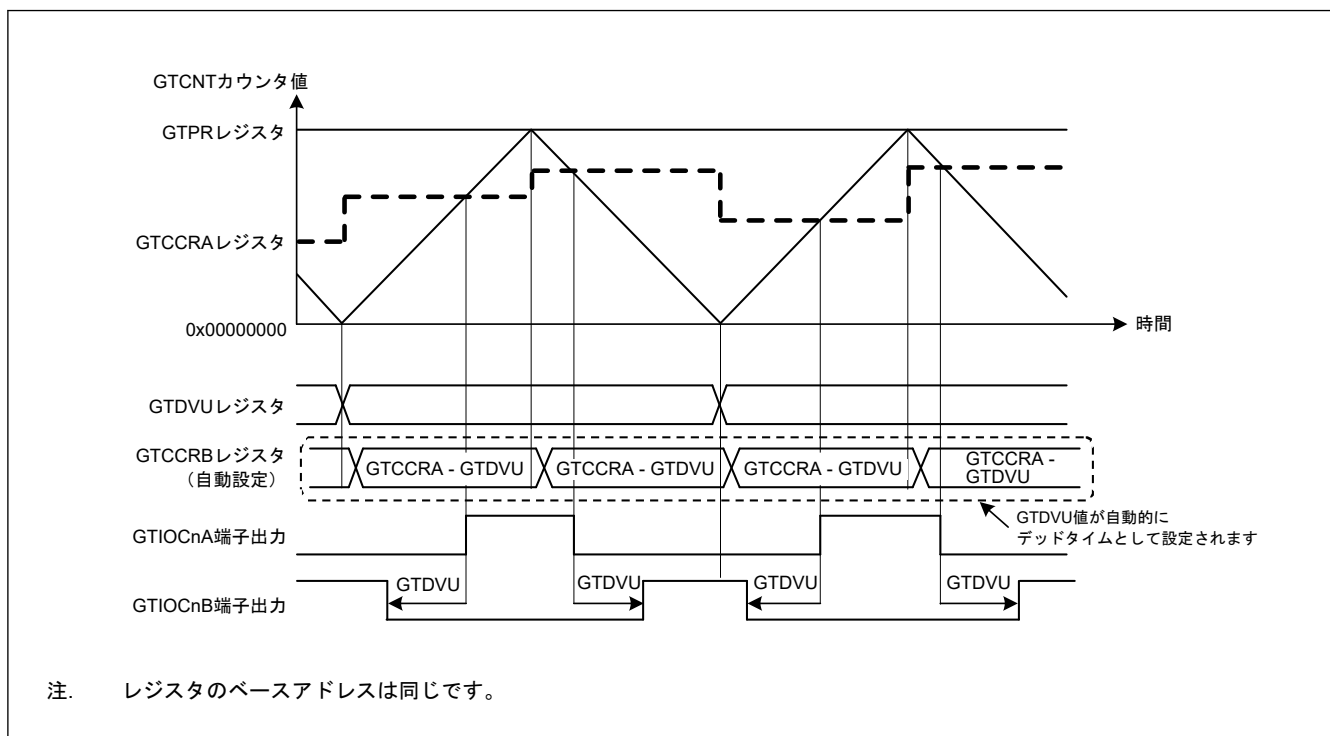 GTCNTカウンタ値
GTPRレジスタ
GTCCRAレジスタ
0x00000000
時間
GTDVUレジスタ
GTCCRBレジスタ
（自動設定）
GTCCRA - GTDVU
GTCCRA - GTDVU
GTCCRA - GTDVU
GTCCRA -
GTDVU
GTDVU値が自動的に
デッドタイムとして設定されます
GTIOCnA端子出力
GTDVU
GTDVU
GTDVU
GTDVU
GTIOCnB端子出力
注. レジスタのベースアドレスは同じです。